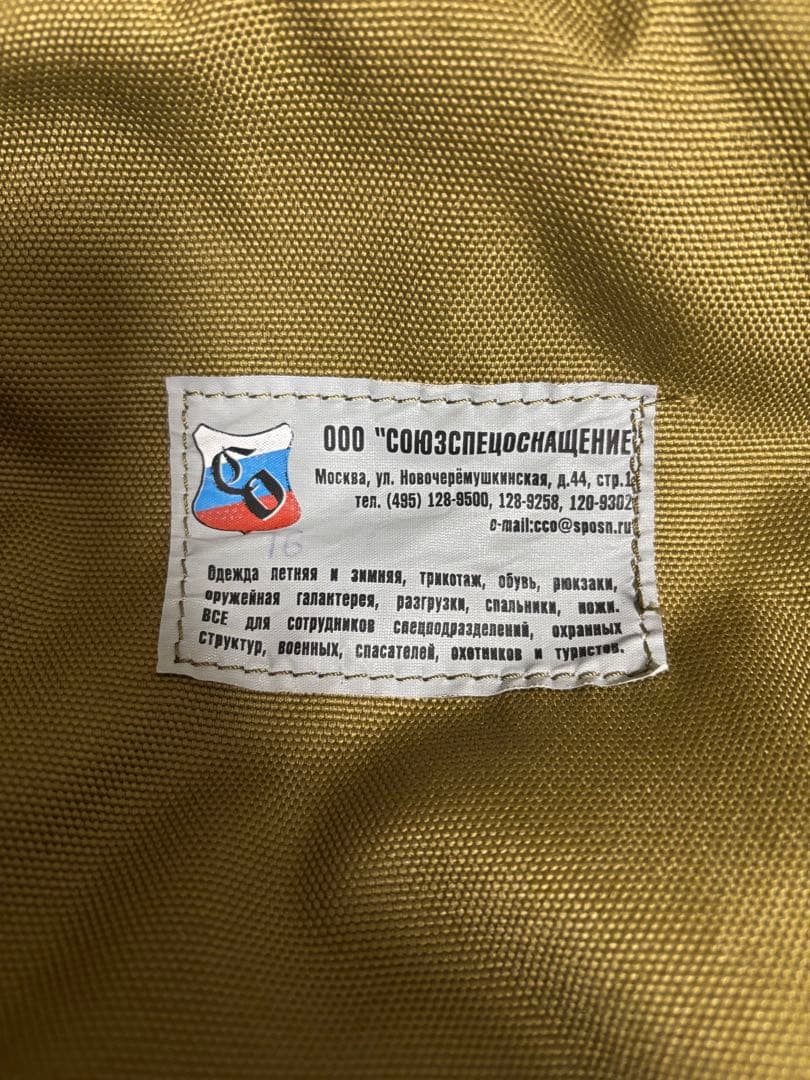 ООО "СОЮЗСПЕЦОСНАЩЕНИЕ"
Москва, ул. Новочерёмушкинская, д.44, стр.1
тел. (495) 128-9500, 128-9258, 120-9302
e-mail:cco@sposn.ru
16
Одежда летняя и зимняя, трикотаж, обувь, рюкзаки,
оружейная галантерея, разгрузки, спальники, ножи.
ВСЕ для сотрудников спецподразделений, охранных
структур, военных, спасателей, охотников и туристов.